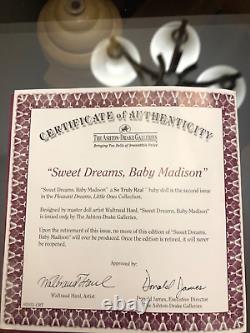 CERTIFICATE OF AUTHENTICITY
THE ASHTON-DRAKE GALLERIES
Bringing You Dolls of Irresistible Value
"Sweet Dreams, Baby Madison"
"Sweet Dreams, Baby Madison" a So Truly Real™ baby doll is the second issue
in the Pleasant Dreams, Little Ones Collection.
Designed by master doll artist Waltraud Hanl, "Sweet Dreams, Baby Madison"
is issued only by The Ashton-Drake Galleries.
Upon the retirement of this issue, no more of this edition of "Sweet Dreams,
Baby Madison" will ever be produced. Once the edition is retired, it will never
be reopened.
Approved by:
Waltraud Hanl
Donald James
Waltraud Hanl, Artist
Donald James, Executive Director
The Ashton-Drake Galleries